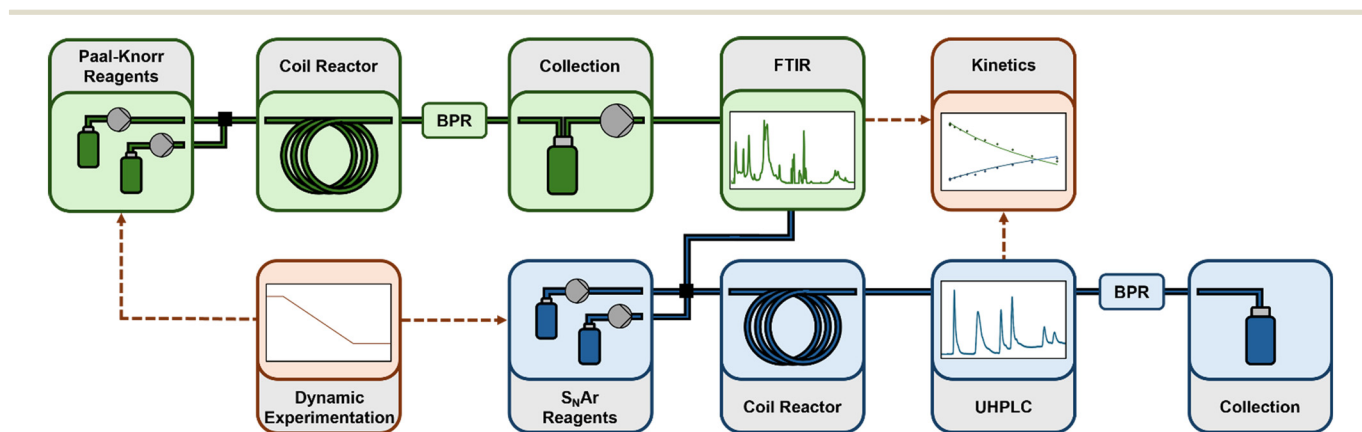 Paal-Knorr
Reagents
Coil Reactor
BPR
Collection
FTIR
Kinetics
Dynamic
Experimentation
SNAr
Reagents
Coil Reactor
UHPLC
BPR
Collection